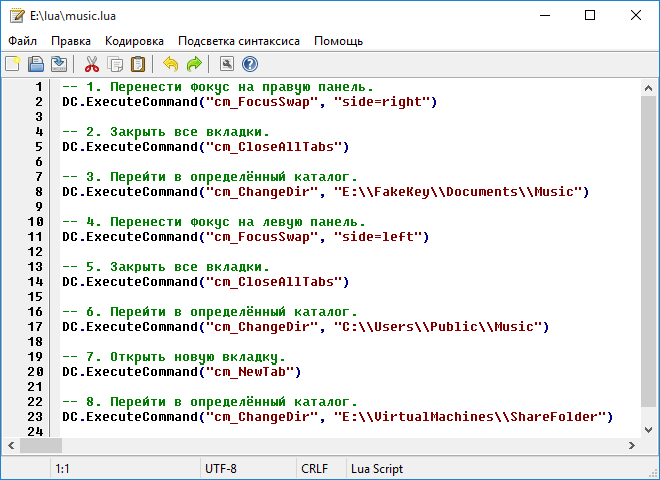 E:\lua\music.lua
Файл Правка Кодировка Подсветка синтаксиса Помощь
1 -- 1. Перенести фокус на правую панель.
2 DC.ExecuteCommand("cm_FocusSwap", "side=right")
3
4 -- 2. Закрыть все вкладки.
5 DC.ExecuteCommand("cm_CloseAllTabs")
6
7 -- 3. Перейти в определённый каталог.
8 DC.ExecuteCommand("cm_ChangeDir", "E:\\FakeKey\\Documents\\Music")
9
10 -- 4. Перенести фокус на левую панель.
11 DC.ExecuteCommand("cm_FocusSwap", "side=left")
12
13 -- 5. Закрыть все вкладки.
14 DC.ExecuteCommand("cm_CloseAllTabs")
15
16 -- 6. Перейти в определённый каталог.
17 DC.ExecuteCommand("cm_ChangeDir", "C:\\Users\\Public\\Music")
18
19 -- 7. Открыть новую вкладку.
20 DC.ExecuteCommand("cm_NewTab")
21
22 -- 8. Перейти в определённый каталог.
23 DC.ExecuteCommand("cm_ChangeDir", "E:\\VirtualMachines\\ShareFolder")
24
1:1 UTF-8 CRLF Lua Script